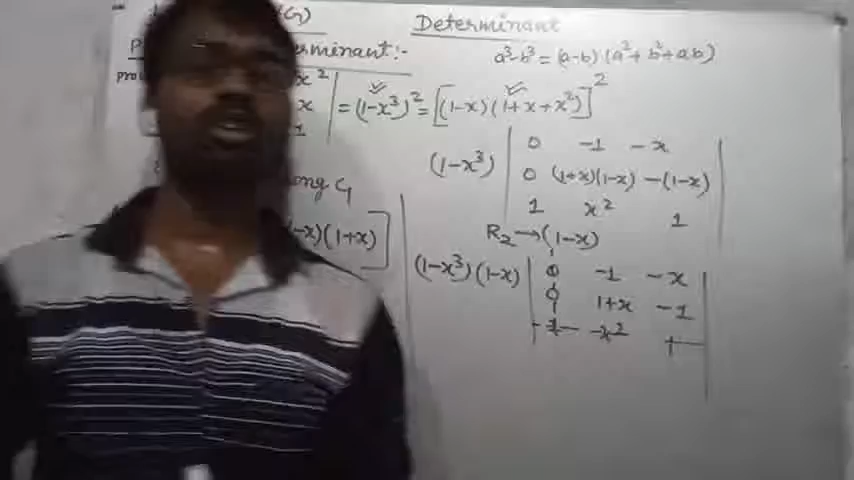 Determinant
a³-b³ = (a-b) (a²+b²+ab)
x²
x = (1-x³)² = [(1-x)(1+x+x²)]²
1
(1-x³) | 0 -1 -x |
0 (1+x)(1-x) -(1-x)
1 x² 1
R₂→(1-x)
-x)(1+x)
(1-x³)(1-x) | 0 -1 -x |
0 1+x -1
1 x² 1